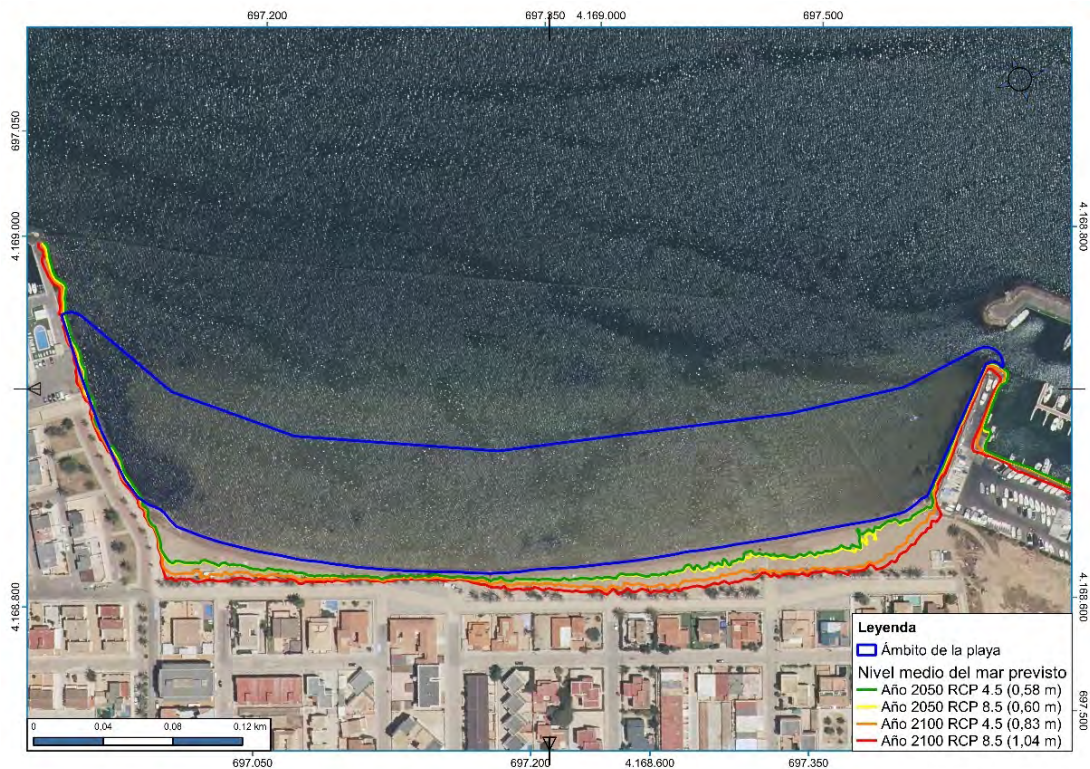 697.200
697.350
4.169.000
697.500
697.050
4.169.000
4.168.800
4.168.800
4.168.600
697.500
Leyenda
Ámbito de la playa
Nivel medio del mar previsto
Año 2050 RCP 4.5 (0,58 m)
Año 2050 RCP 8.5 (0,60 m)
Año 2100 RCP 4.5 (0,83 m)
Año 2100 RCP 8.5 (1,04 m)
0 0.04 0.08 0.12 km
697.050
697.200
4.168.600
697.350